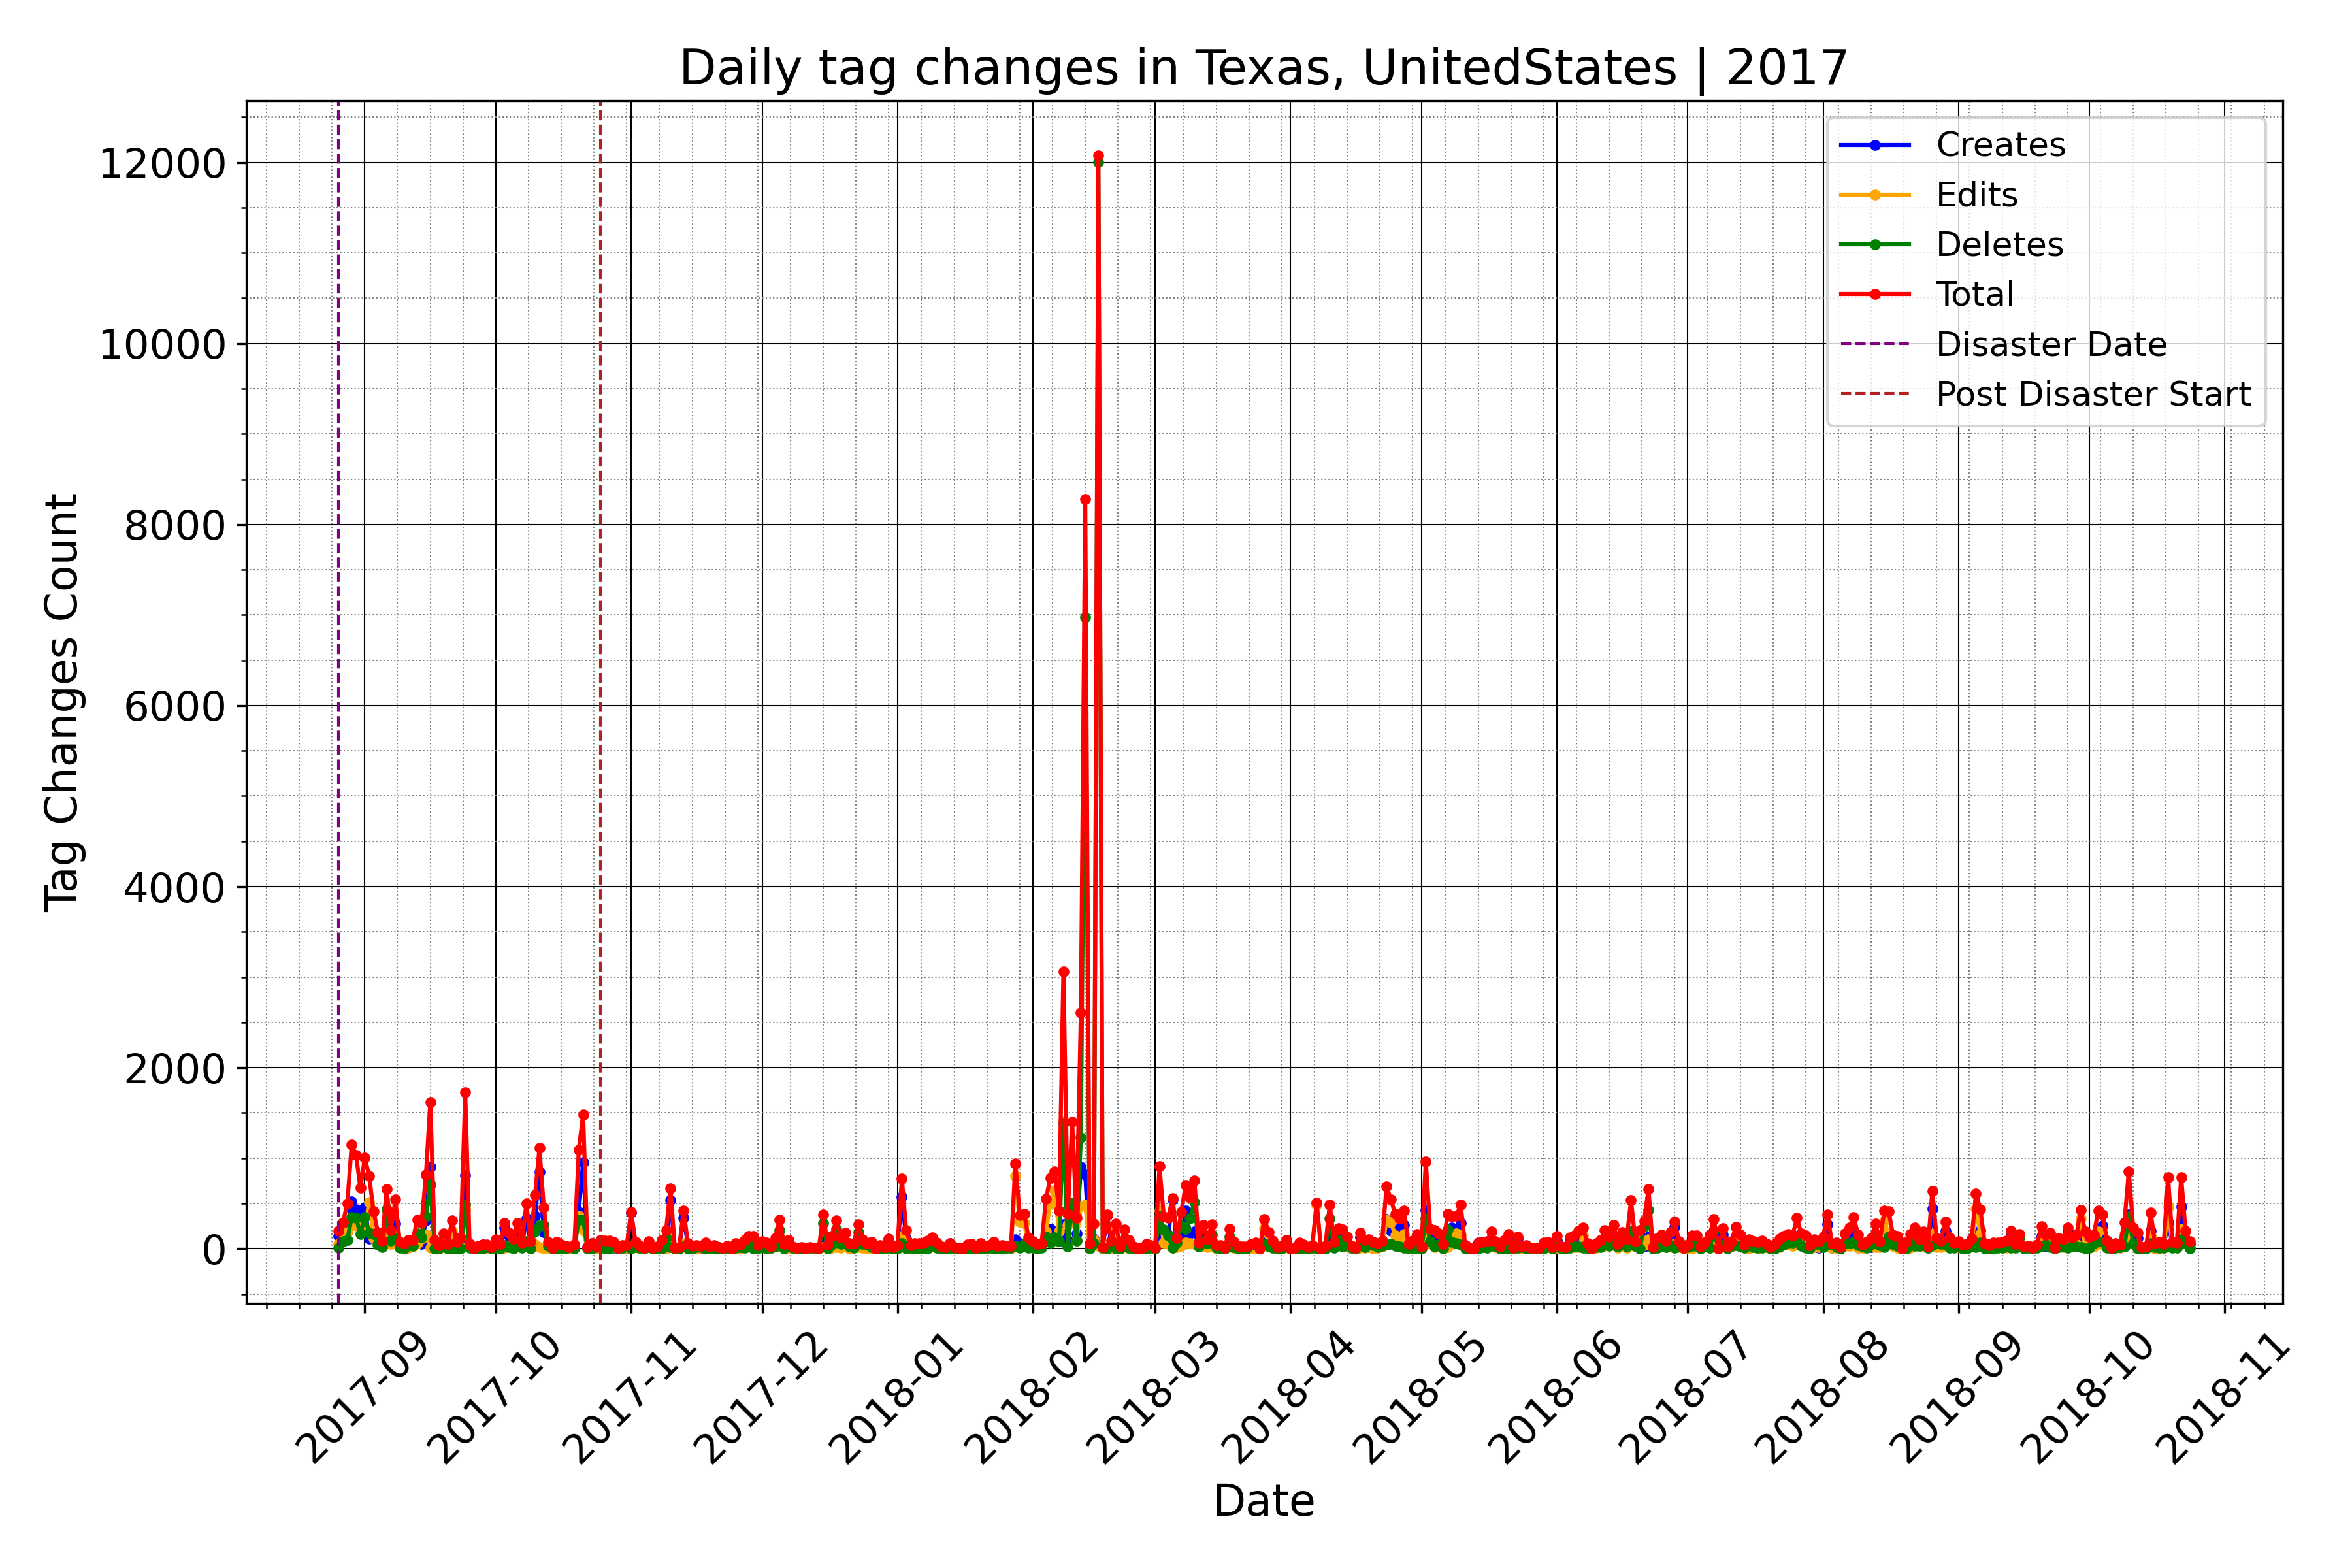 Daily tag changes in Texas, UnitedStates | 2017
Tag Changes Count
12000
10000
8000
6000
4000
2000
0
Creates
Edits
Deletes
Total
Disaster Date
Post Disaster Start
2017-09
2017-10
2017-11
2017-12
2018-01
2018-02
2018-03
2018-04
2018-05
2018-06
2018-07
2018-08
2018-09
2018-10
2018-11
Date